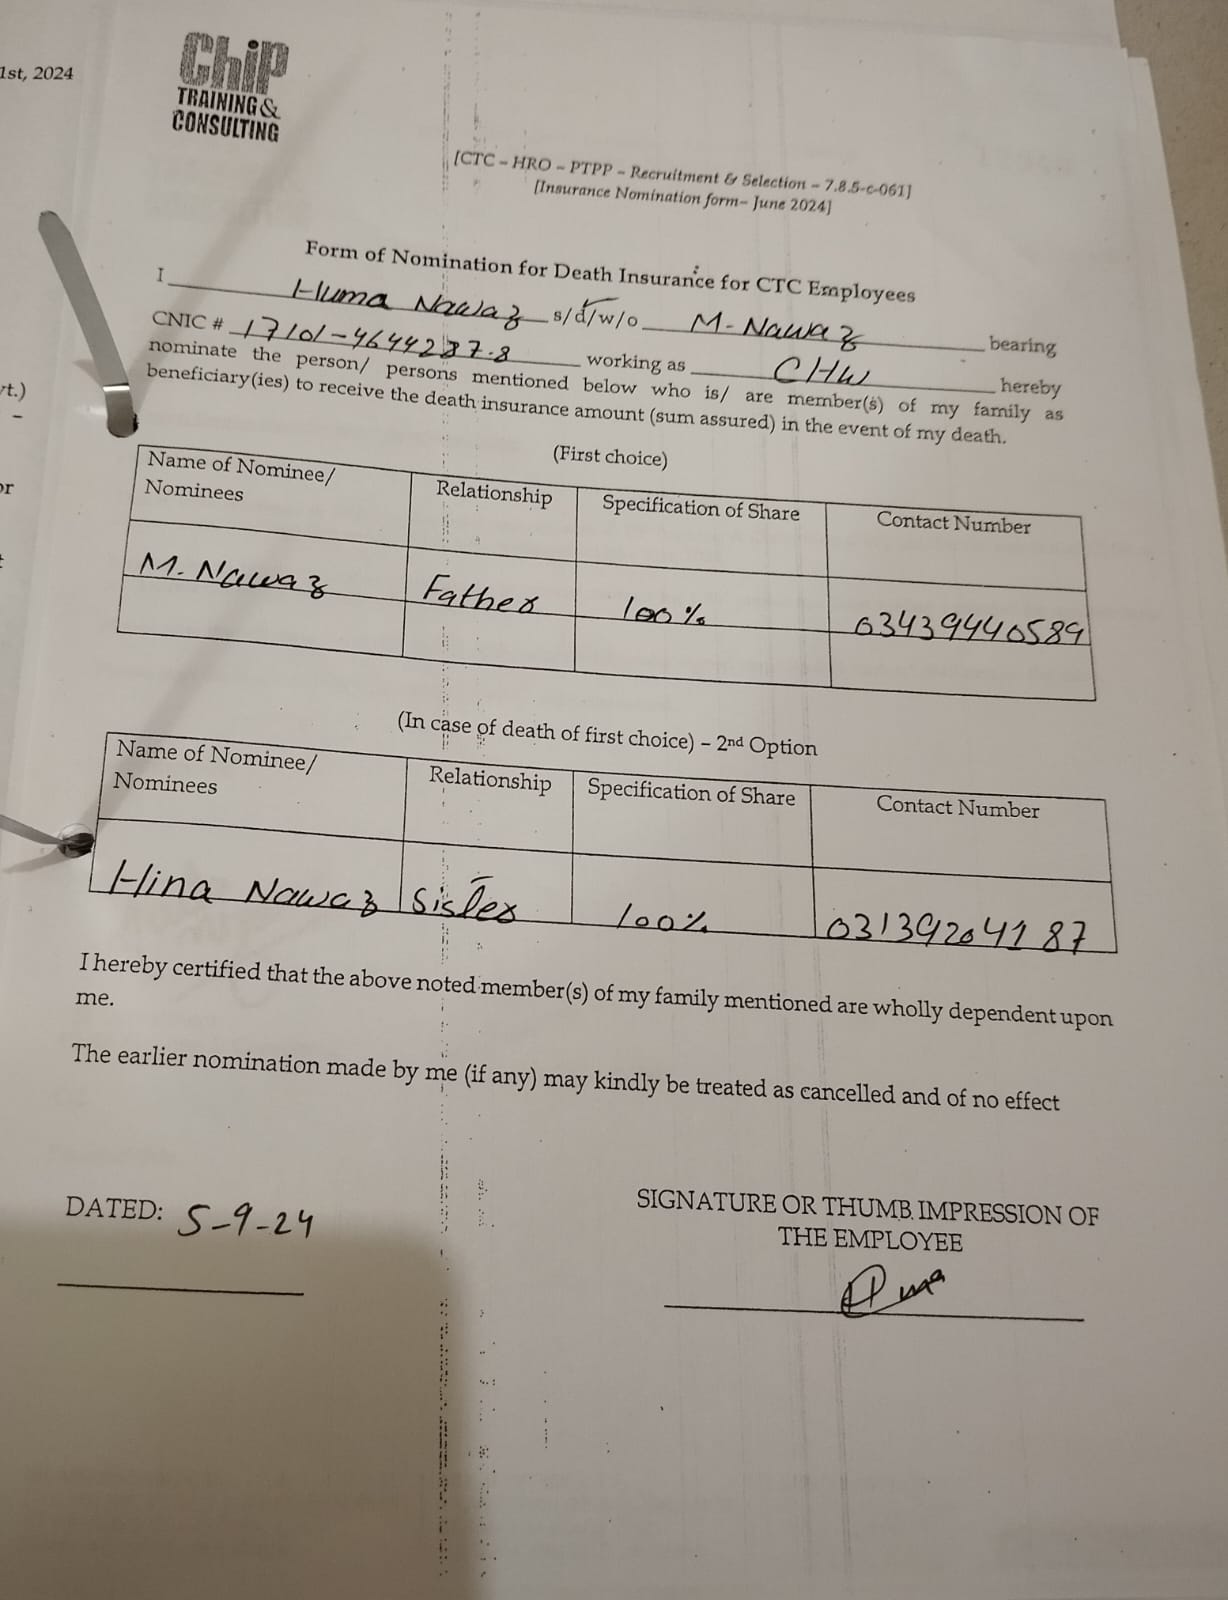 1st, 2024
ChiP
TRAINING &
CONSULTING
[CTC – HRO – PTPP – Recruitment & Selection – 7.8.5-c-061]
[Insurance Nomination form– June 2024]
Form of Nomination for Death Insurance for CTC Employees
I Huma Nawaz s/d/w/o M. Nawaz bearing
CNIC # 17101-4644237-8 working as CHW hereby
nominate the person/ persons mentioned below who is/ are member(s) of my family as
beneficiary(ies) to receive the death insurance amount (sum assured) in the event of my death.
(First choice)
Name of Nominee/ Nominees Relationship Specification of Share Contact Number
M. Nawaz Father 100% 03439440589
(In case of death of first choice) – 2nd Option
Name of Nominee/ Nominees Relationship Specification of Share Contact Number
Hina Nawaz Sister 100% 03139204187
I hereby certified that the above noted member(s) of my family mentioned are wholly dependent upon
me.
The earlier nomination made by me (if any) may kindly be treated as cancelled and of no effect
DATED: 5-9-24
SIGNATURE OR THUMB IMPRESSION OF
THE EMPLOYEE